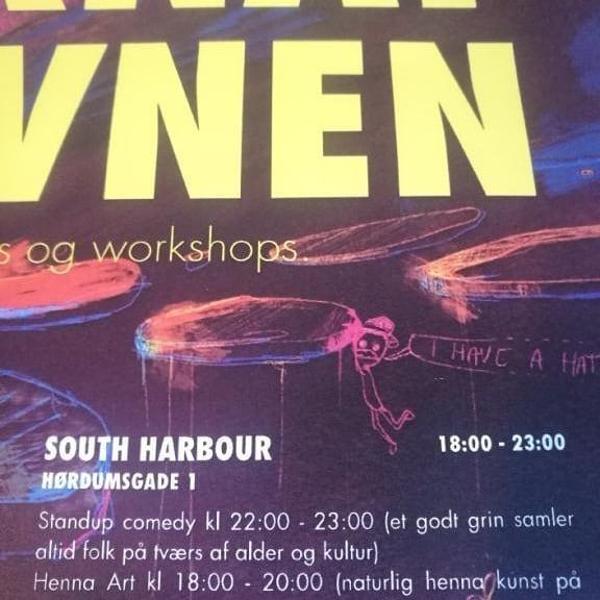 VNEN
s og workshops.
I HAVE A HAT
SOUTH HARBOUR
18:00 - 23:00
HØRDUMSGADE 1
Standup comedy kl 22:00 - 23:00 (et godt grin samler
altid folk på tværs af alder og kultur)
Henna Art kl 18:00 - 20:00 (naturlig henna kunst på